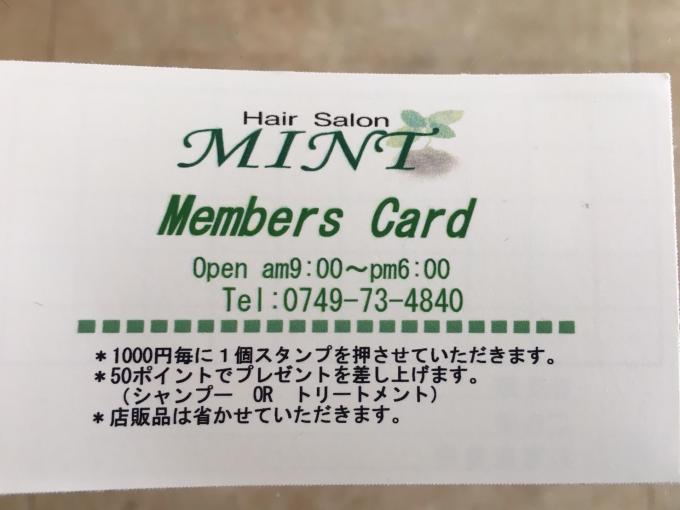 Hair Salon
MINT
Members Card
Open am9:00～pm6:00
Tel:0749-73-4840
＊1000円毎に１個スタンプを押させていただきます。
＊50ポイントでプレゼントを差し上げます。
（シャンプー　OR　トリートメント）
＊店販品は省かせていただきます。